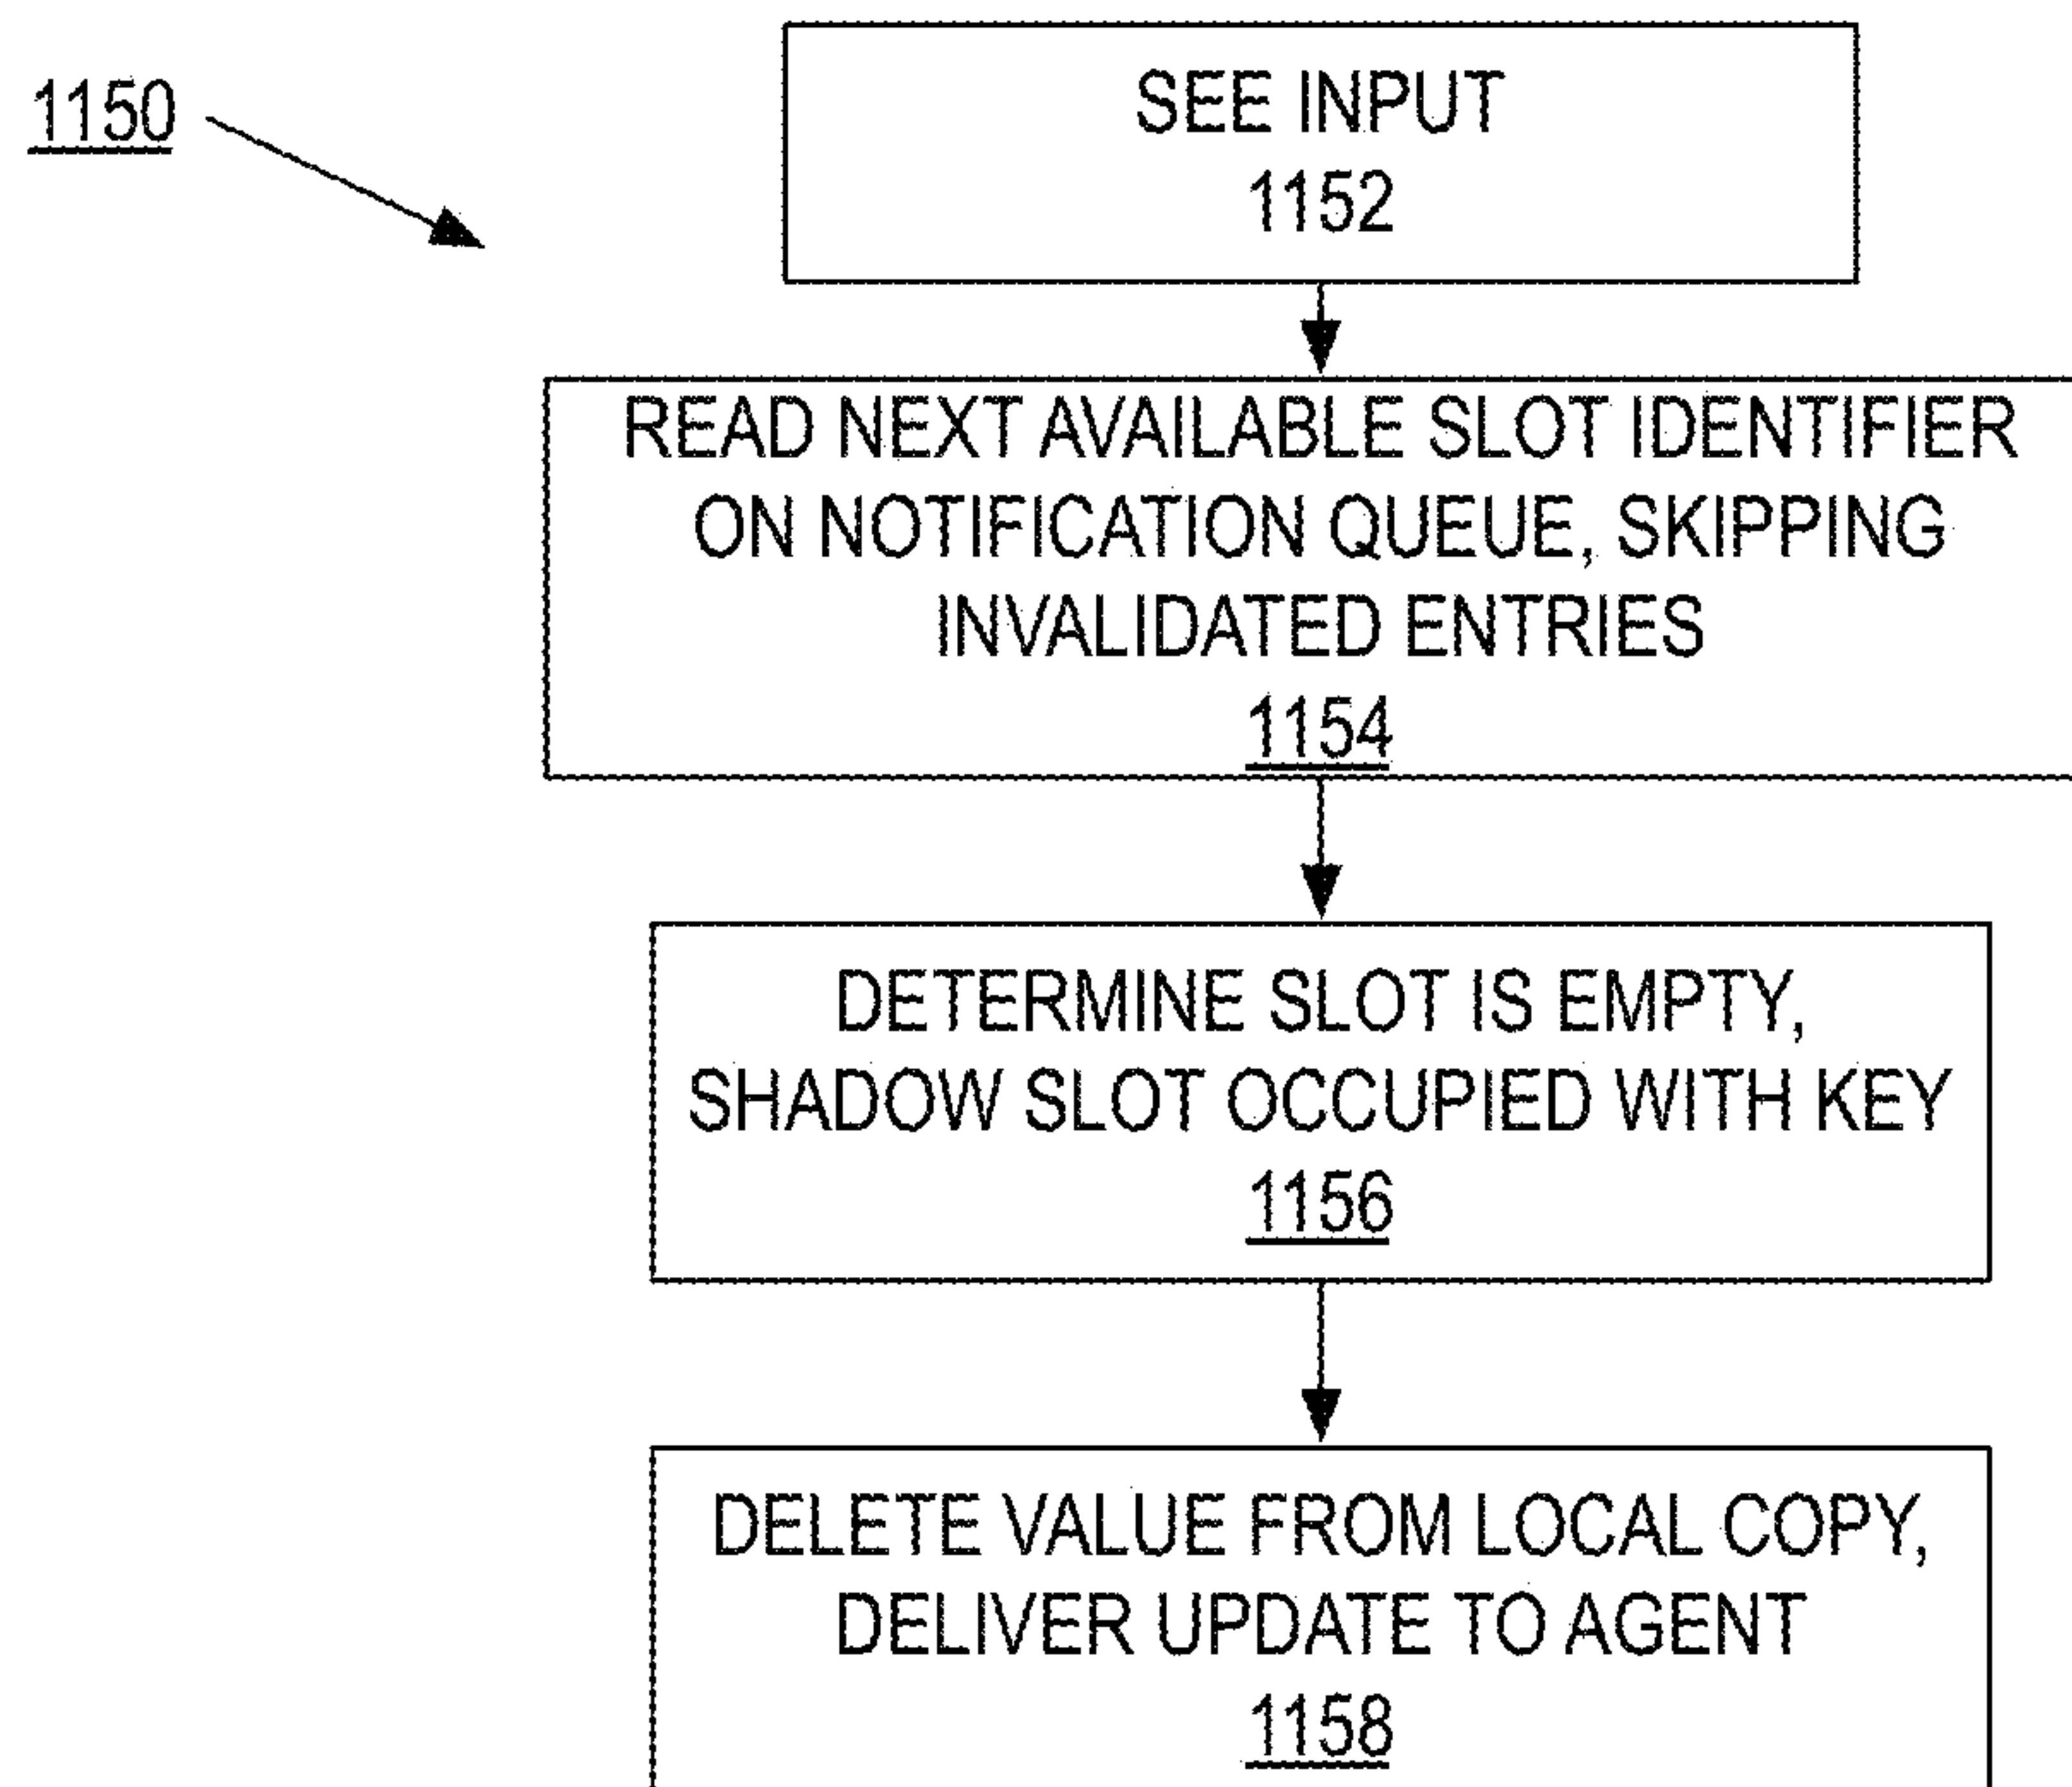 1150
SEE INPUT
1152
READ NEXT AVAILABLE SLOT IDENTIFIER
ON NOTIFICATION QUEUE, SKIPPING
INVALIDATED ENTRIES
1154
DETERMINE SLOT IS EMPTY,
SHADOW SLOT OCCUPIED WITH KEY
1156
DELETE VALUE FROM LOCAL COPY,
DELIVER UPDATE TO AGENT
1158